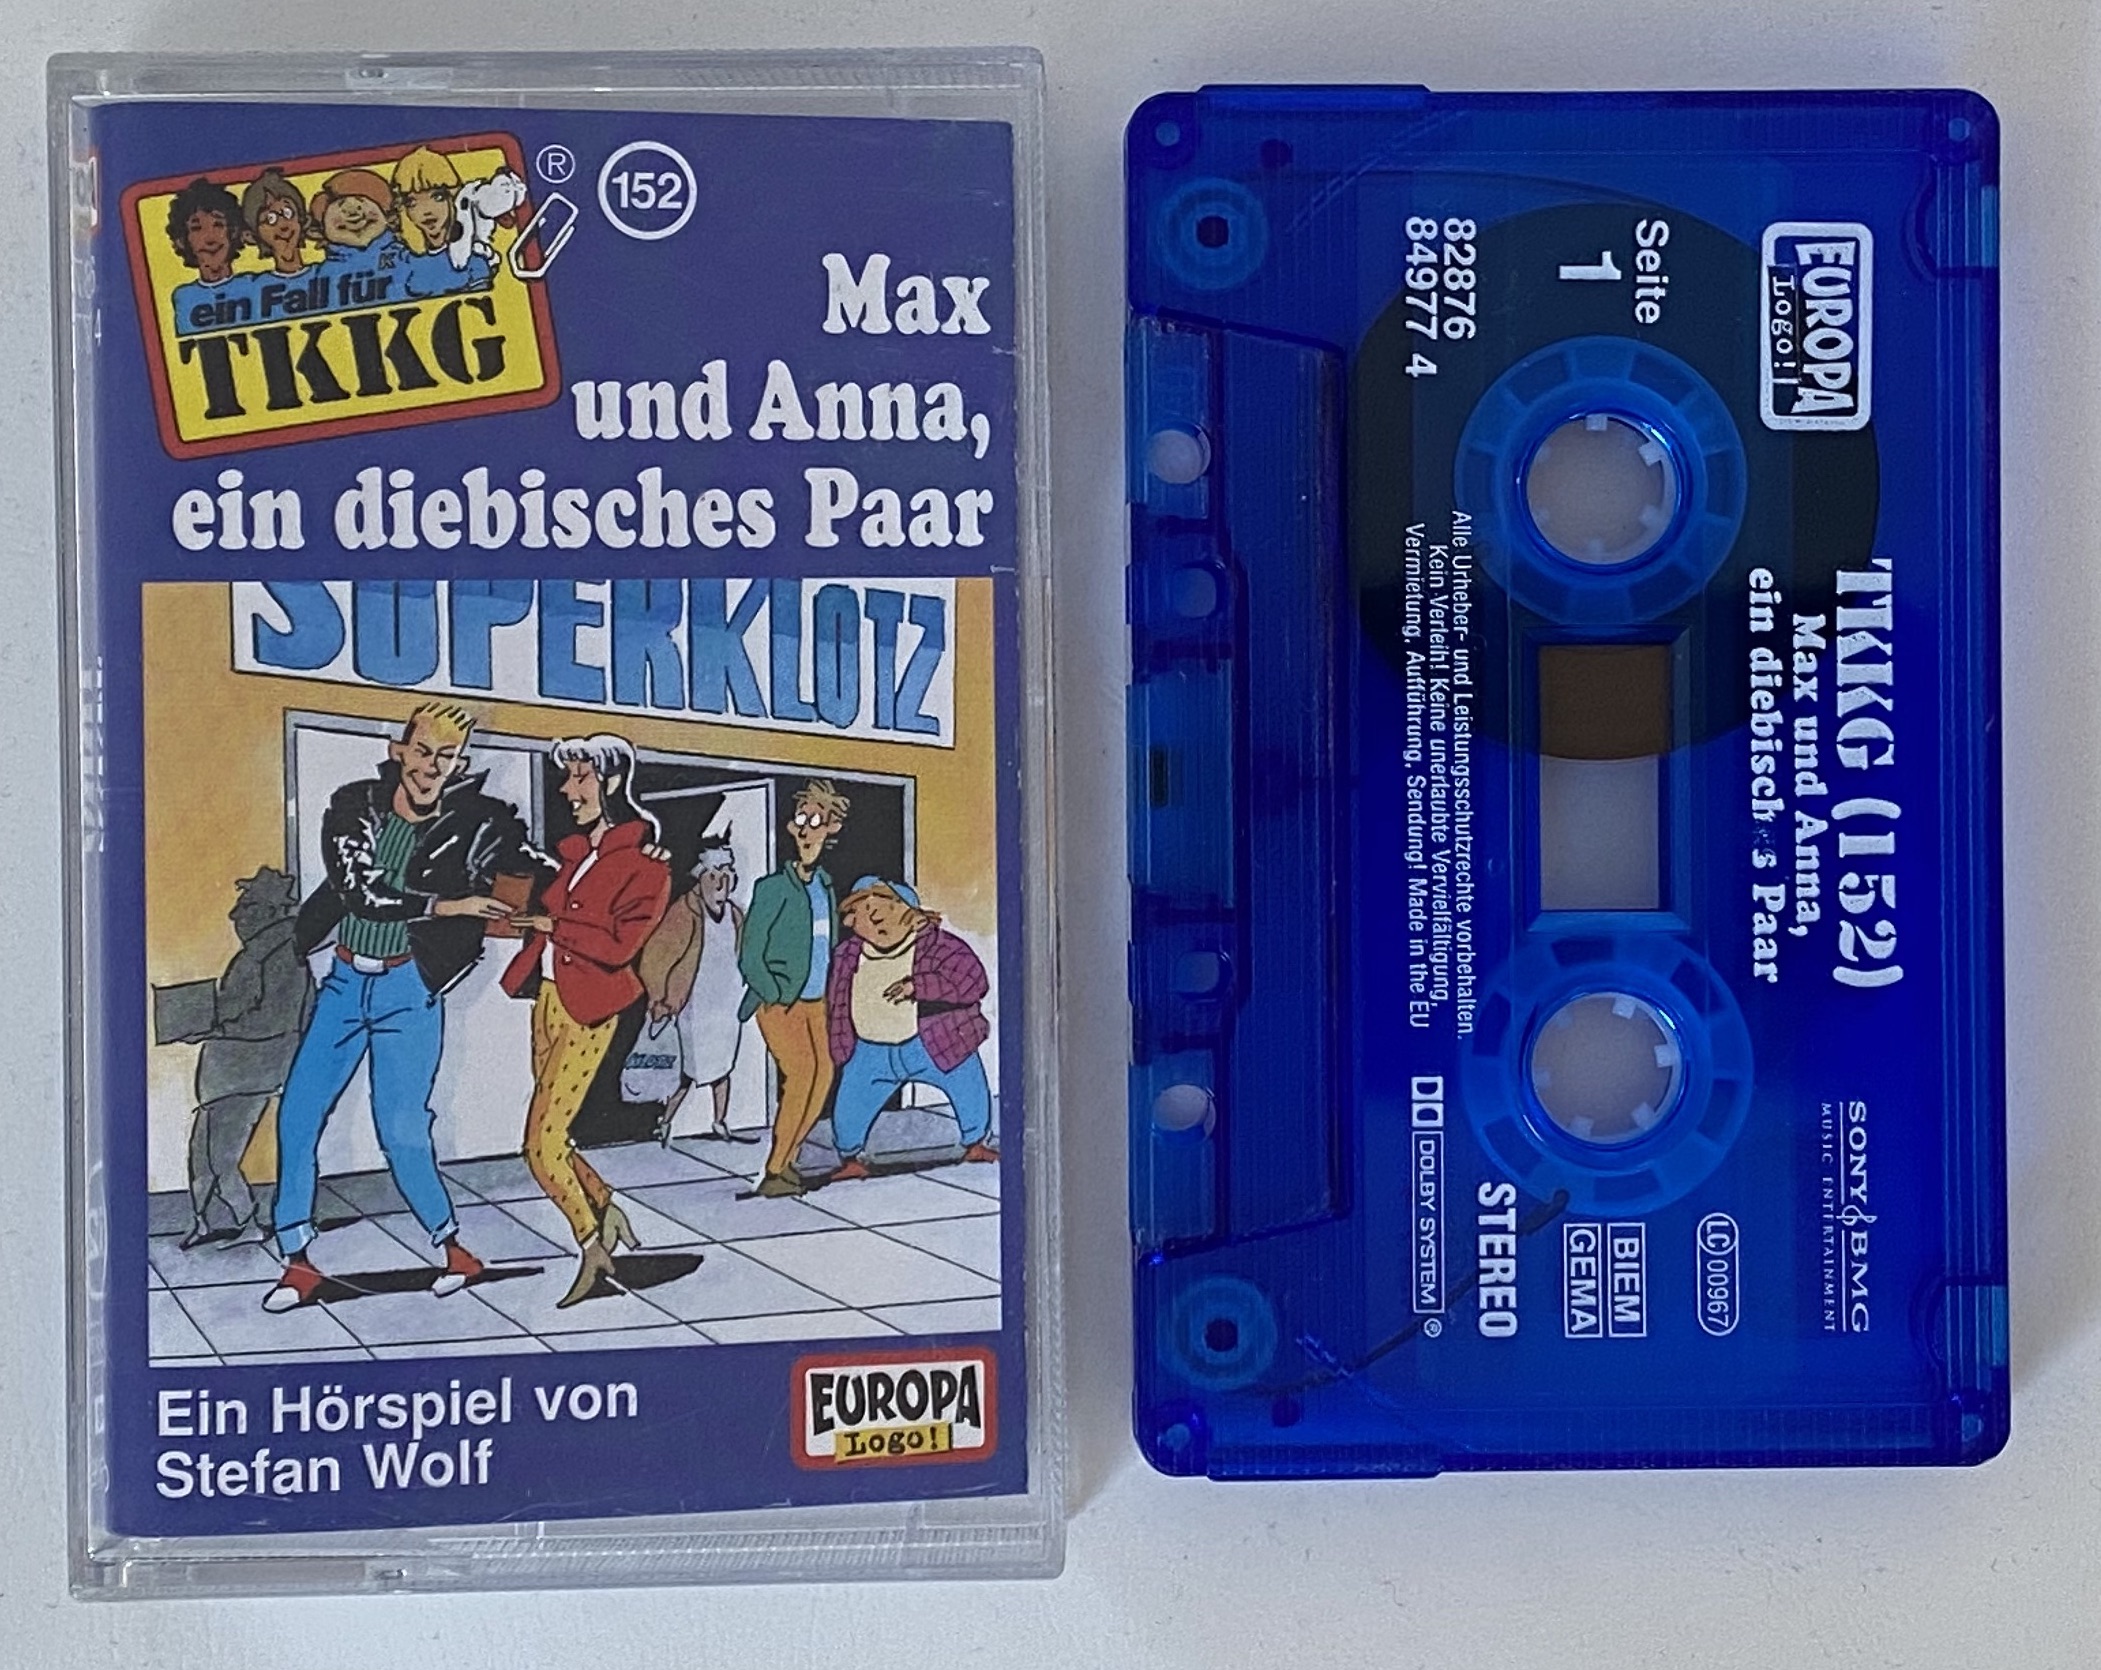 ein Fall für
TKKG
®
152
Max
und Anna,
ein diebisches Paar
SUPERKLOTZ
Ein Hörspiel von
Stefan Wolf
EUROPA
Logo!
EUROPA
Logo!
TKKG (152)
Max und Anna,
ein diebisches Paar
SONY BMG
MUSIC ENTERTAINMENT
Seite
1
LC 00967
BIEM
GEMA
82876
84977 4
STEREO
Alle Urheber- und Leistungsschutzrechte vorbehalten.
Kein Verleih! Keine unerlaubte Vervielfältigung,
Vermietung, Aufführung, Sendung! Made in the EU
DOLBY SYSTEM ®